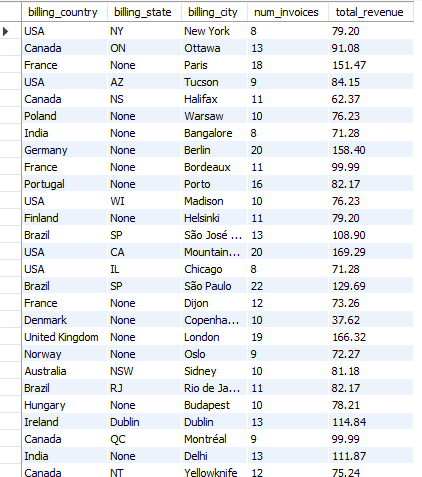 billing_country billing_state billing_city num_invoices total_revenue
USA NY New York 8 79.20
Canada ON Ottawa 13 91.08
France None Paris 18 151.47
USA AZ Tucson 9 84.15
Canada NS Halifax 11 62.37
Poland None Warsaw 10 76.23
India None Bangalore 8 71.28
Germany None Berlin 20 158.40
France None Bordeaux 11 99.99
Portugal None Porto 16 82.17
USA WI Madison 10 76.23
Finland None Helsinki 11 79.20
Brazil SP São José ... 13 108.90
USA CA Mountain... 20 169.29
USA IL Chicago 8 71.28
Brazil SP São Paulo 22 129.69
France None Dijon 12 73.26
Denmark None Copenha... 10 37.62
United Kingdom None London 19 166.32
Norway None Oslo 9 72.27
Australia NSW Sidney 10 81.18
Brazil RJ Rio de Ja... 11 82.17
Hungary None Budapest 10 78.21
Ireland Dublin Dublin 13 114.84
Canada QC Montréal 9 99.99
India None Delhi 13 111.87
Canada NT Yellowknife 12 75.24